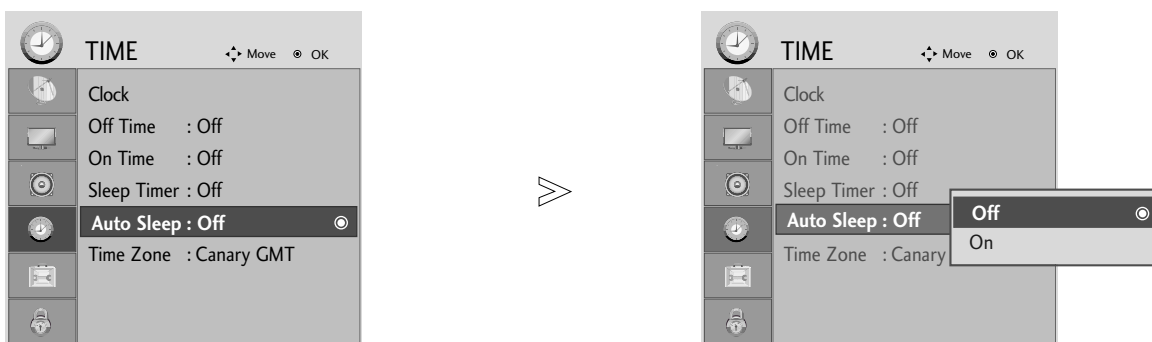 TIME
Move OK
Clock
Off Time : Off
On Time : Off
Sleep Timer : Off
Auto Sleep : Off
Time Zone : Canary GMT
TIME
Move OK
Clock
Off Time : Off
On Time : Off
Sleep Timer : Off
Auto Sleep : Off
Time Zone : Canary
Off
On